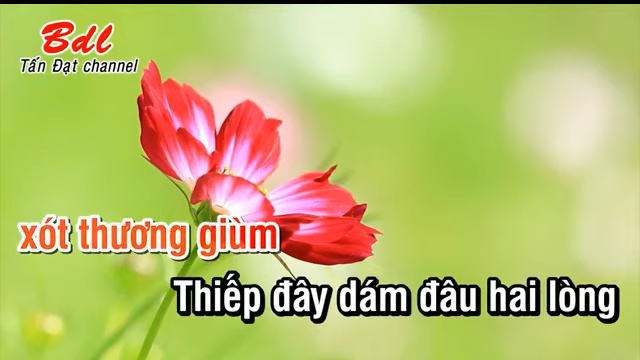 Bdl
Tấn Đạt channel
xót thương giùm
Thiếp đây dám đâu hai lòng